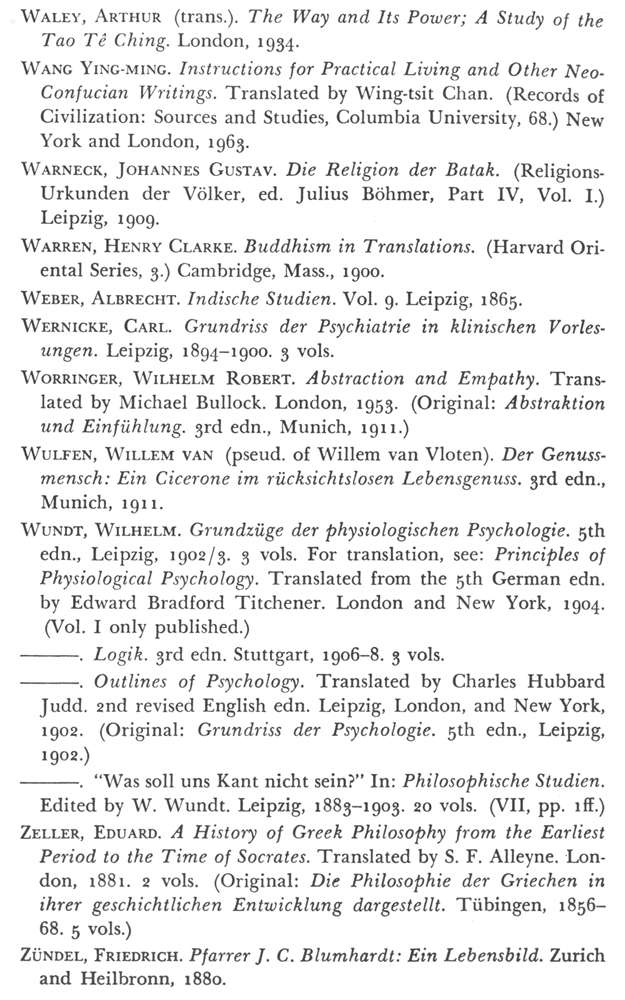 WALEY, ARTHUR (trans.). The Way and Its Power; A Study of the
Tao Tê Ching. London, 1934.
WANG YING-MING. Instructions for Practical Living and Other Neo-
Confucian Writings. Translated by Wing-tsit Chan. (Records of
Civilization: Sources and Studies, Columbia University, 68.) New
York and London, 1963.
WARNECK, JOHANNES GUSTAV. Die Religion der Batak. (Religions-
Urkunden der Völker, ed. Julius Böhmer, Part IV, Vol. I.)
Leipzig, 1909.
WARREN, HENRY CLARKE. Buddhism in Translations. (Harvard Ori-
ental Series, 3.) Cambridge, Mass., 1900.
WEBER, ALBRECHT. Indische Studien. Vol. 9. Leipzig, 1865.
WERNICKE, CARL. Grundriss der Psychiatrie in klinischen Vorles-
ungen. Leipzig, 1894–1900. 3 vols.
WORRINGER, WILHELM ROBERT. Abstraction and Empathy. Trans-
lated by Michael Bullock. London, 1953. (Original: Abstraktion
und Einfühlung. 3rd edn., Munich, 1911.)
WULFEN, WILLEM VAN (pseud. of Willem van Vloten). Der Genuss-
mensch: Ein Cicerone im rücksichtslosen Lebensgenuss. 3rd edn.,
Munich, 1911.
WUNDT, WILHELM. Grundzüge der physiologischen Psychologie. 5th
edn., Leipzig, 1902/3. 3 vols. For translation, see: Principles of
Physiological Psychology. Translated from the 5th German edn.
by Edward Bradford Titchener. London and New York, 1904.
(Vol. I only published.)
———. Logik. 3rd edn. Stuttgart, 1906–8. 3 vols.
———. Outlines of Psychology. Translated by Charles Hubbard
Judd. 2nd revised English edn. Leipzig, London, and New York,
1902. (Original: Grundriss der Psychologie. 5th edn., Leipzig,
1902.)
———. “Was soll uns Kant nicht sein?” In: Philosophische Studien.
Edited by W. Wundt. Leipzig, 1883–1903. 20 vols. (VII, pp. 1ff.)
ZELLER, EDUARD. A History of Greek Philosophy from the Earliest
Period to the Time of Socrates. Translated by S. F. Alleyne. Lon-
don, 1881. 2 vols. (Original: Die Philosophie der Griechen in
ihrer geschichtlichen Entwicklung dargestellt. Tübingen, 1856–
68. 5 vols.)
ZÜNDEL, FRIEDRICH. Pfarrer J. C. Blumhardt: Ein Lebensbild. Zurich
and Heilbronn, 1880.